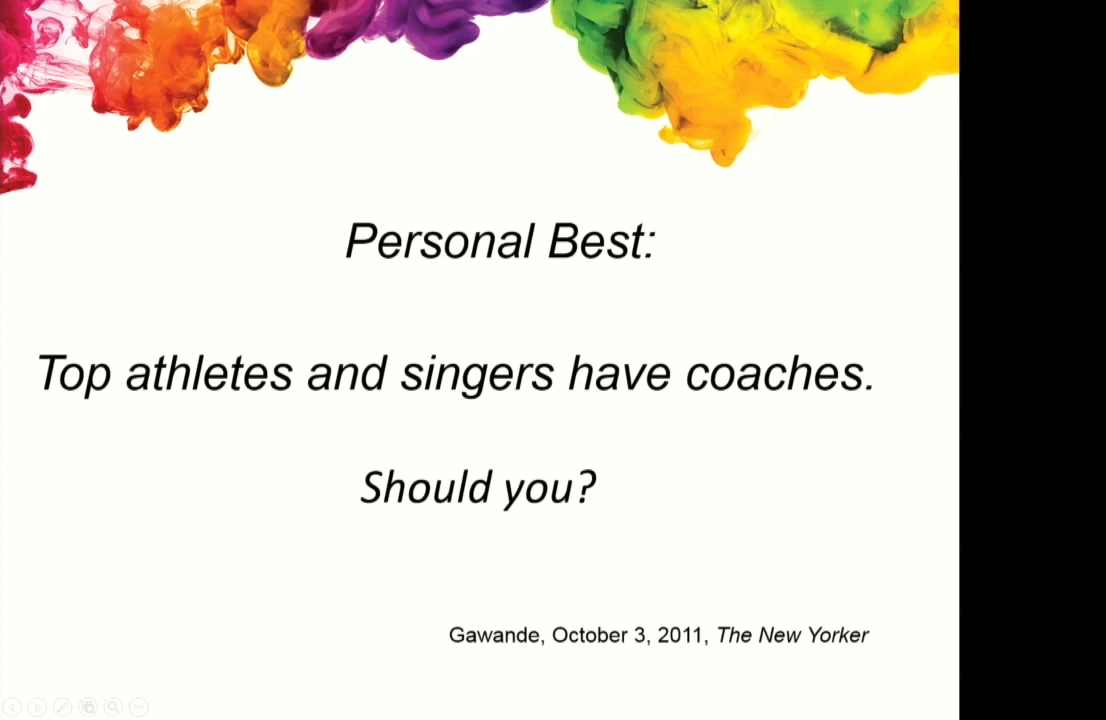 Personal Best:
Top athletes and singers have coaches.
Should you?
Gawande, October 3, 2011, The New Yorker